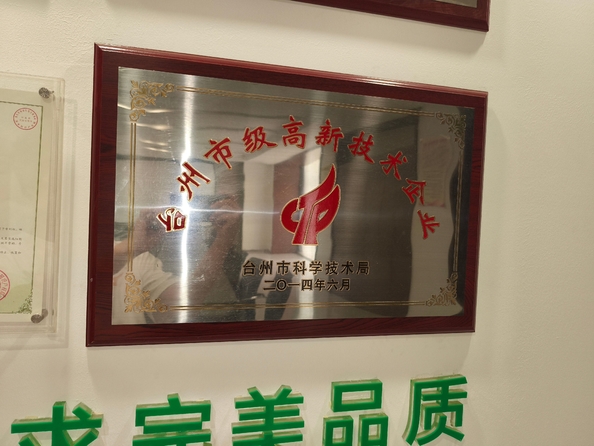 台州市级高新技术企业
台州市科学技术局
二〇一四年六月
求完美品质